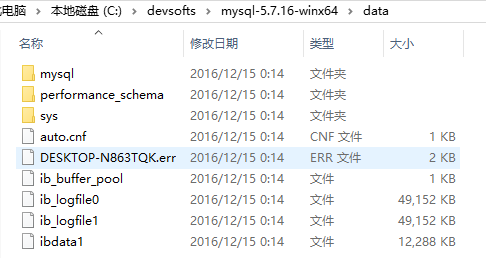 电脑 › 本地磁盘 (C:) › devsofts › mysql-5.7.16-winx64 › data
名称 修改日期 类型 大小
mysql 2016/12/15 0:14 文件夹
performance_schema 2016/12/15 0:14 文件夹
sys 2016/12/15 0:14 文件夹
auto.cnf 2016/12/15 0:14 CNF 文件 1 KB
DESKTOP-N863TQK.err 2016/12/15 0:14 ERR 文件 2 KB
ib_buffer_pool 2016/12/15 0:14 文件 1 KB
ib_logfile0 2016/12/15 0:14 文件 49,152 KB
ib_logfile1 2016/12/15 0:14 文件 49,152 KB
ibdata1 2016/12/15 0:14 文件 12,288 KB